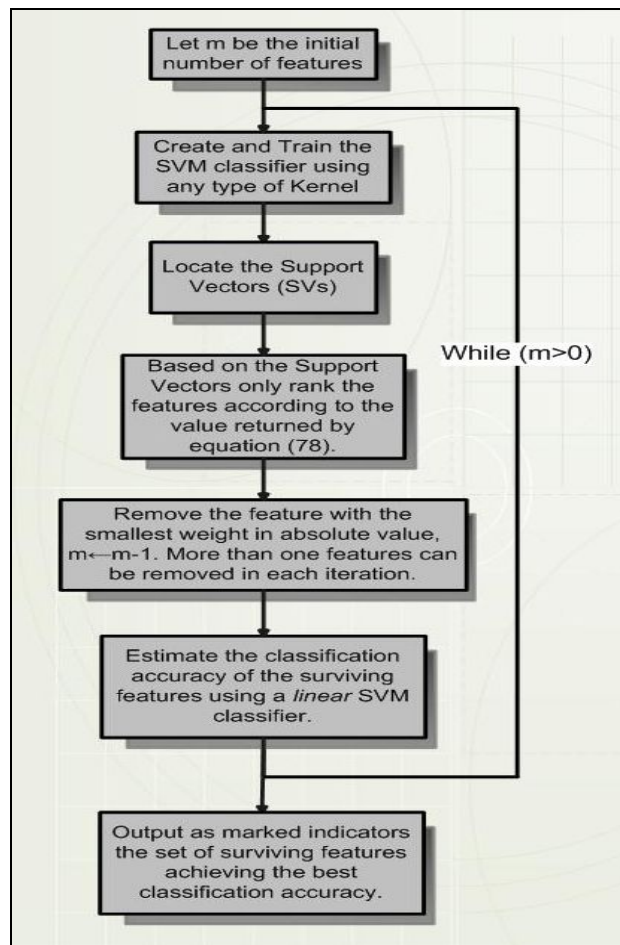 Let m be the initial
number of features
Create and Train the
SVM classifier using
any type of Kernel
Locate the Support
Vectors (SVs)
While (m>0)
Based on the Support
Vectors only rank the
features according to the
value returned by
equation (78).
Remove the feature with the
smallest weight in absolute value,
m←m-1. More than one features can
be removed in each iteration.
Estimate the classification
accuracy of the surviving
features using a linear SVM
classifier.
Output as marked indicators
the set of surviving features
achieving the best
classification accuracy.